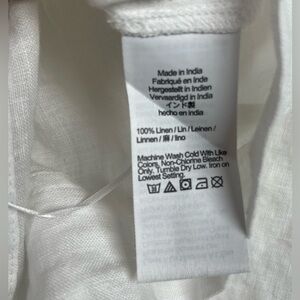 Made in India
Fabriqué en Inde
Hergestellt in Indien
Vervaardigd in India
インド製
hecho en India
100% Linen / Lin / Leinen /
Linnen / 麻 / lino
Machine Wash Cold With Like
Colors, Non-Chlorine Bleach
Only. Tumble Dry Low. Iron on
Lowest Setting.